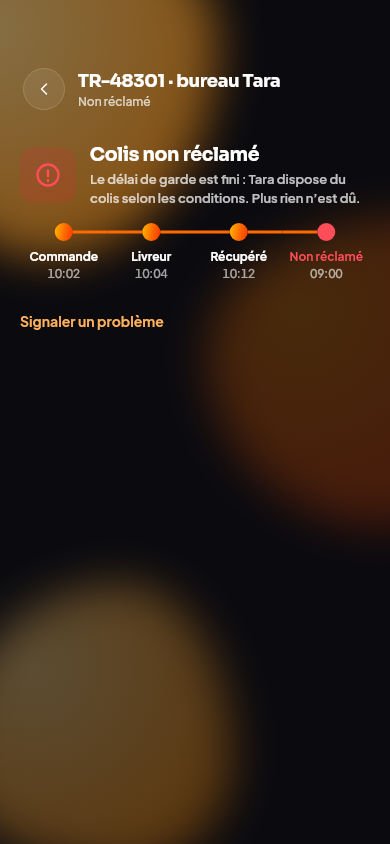 TR-48301 · bureau Tara
Non réclamé
Colis non réclamé
Le délai de garde est fini : Tara dispose du
colis selon les conditions. Plus rien n’est dû.
Commande Livreur Récupéré Non réclamé
10:02 10:04 10:12 09:00
Signaler un problème